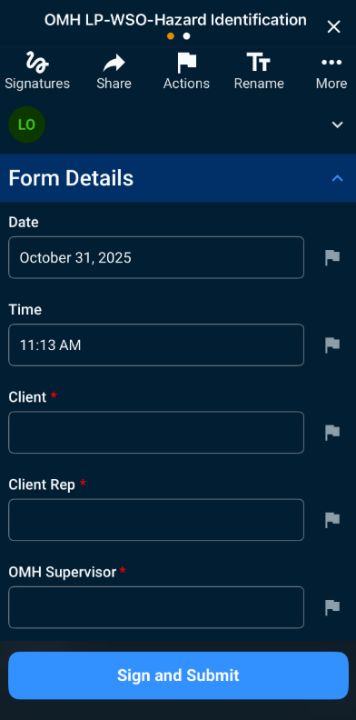 OMH LP-WSO-Hazard Identification
Signatures Share Actions Rename More
LO
Form Details
Date
October 31, 2025
Time
11:13 AM
Client *
Client Rep *
OMH Supervisor *
Sign and Submit